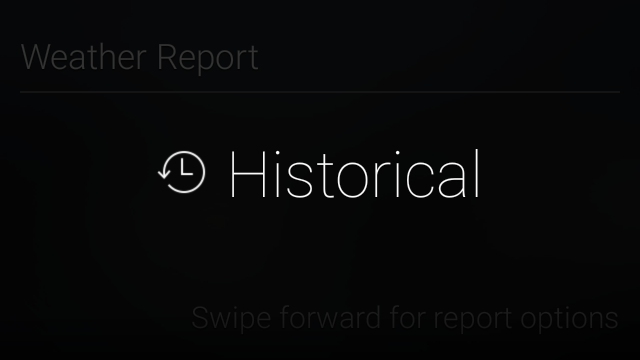 Weather Report
Historical
Swipe forward for report options